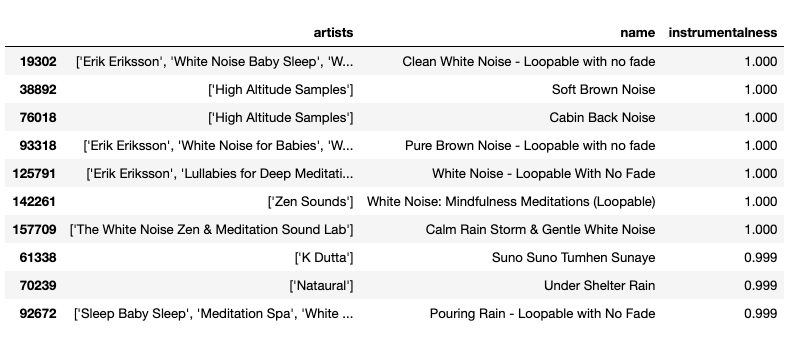 artists name instrumentalness
19302 ['Erik Eriksson', 'White Noise Baby Sleep', 'W... Clean White Noise - Loopable with no fade 1.000
38892 ['High Altitude Samples'] Soft Brown Noise 1.000
76018 ['High Altitude Samples'] Cabin Back Noise 1.000
93318 ['Erik Eriksson', 'White Noise for Babies', 'W... Pure Brown Noise - Loopable with no fade 1.000
125791 ['Erik Eriksson', 'Lullabies for Deep Meditati... White Noise - Loopable With No Fade 1.000
142261 ['Zen Sounds'] White Noise: Mindfulness Meditations (Loopable) 1.000
157709 ['The White Noise Zen & Meditation Sound Lab'] Calm Rain Storm & Gentle White Noise 1.000
61338 ['K Dutta'] Suno Suno Tumhen Sunaye 0.999
70239 ['Nataural'] Under Shelter Rain 0.999
92672 ['Sleep Baby Sleep', 'Meditation Spa', 'White ... Pouring Rain - Loopable with No Fade 0.999